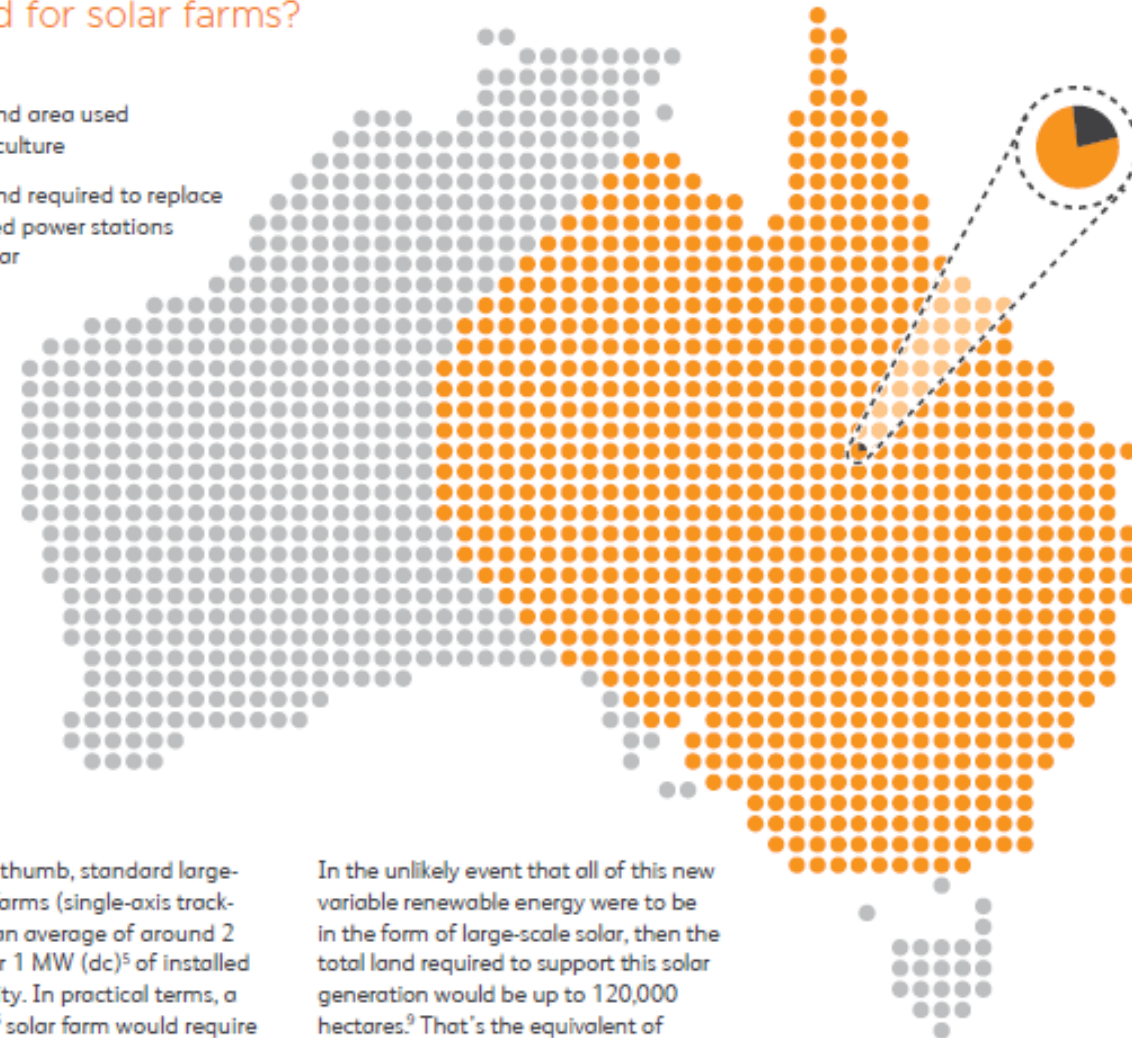 d for solar farms?
nd area used
culture
nd required to replace
ed power stations
ar
thumb, standard large-
arms (single-axis track-
an average of around 2
r 1 MW (dc)⁵ of installed
ity. In practical terms, a
solar farm would require
In the unlikely event that all of this new
variable renewable energy were to be
in the form of large-scale solar, then the
total land required to support this solar
generation would be up to 120,000
hectares.⁹ That's the equivalent of